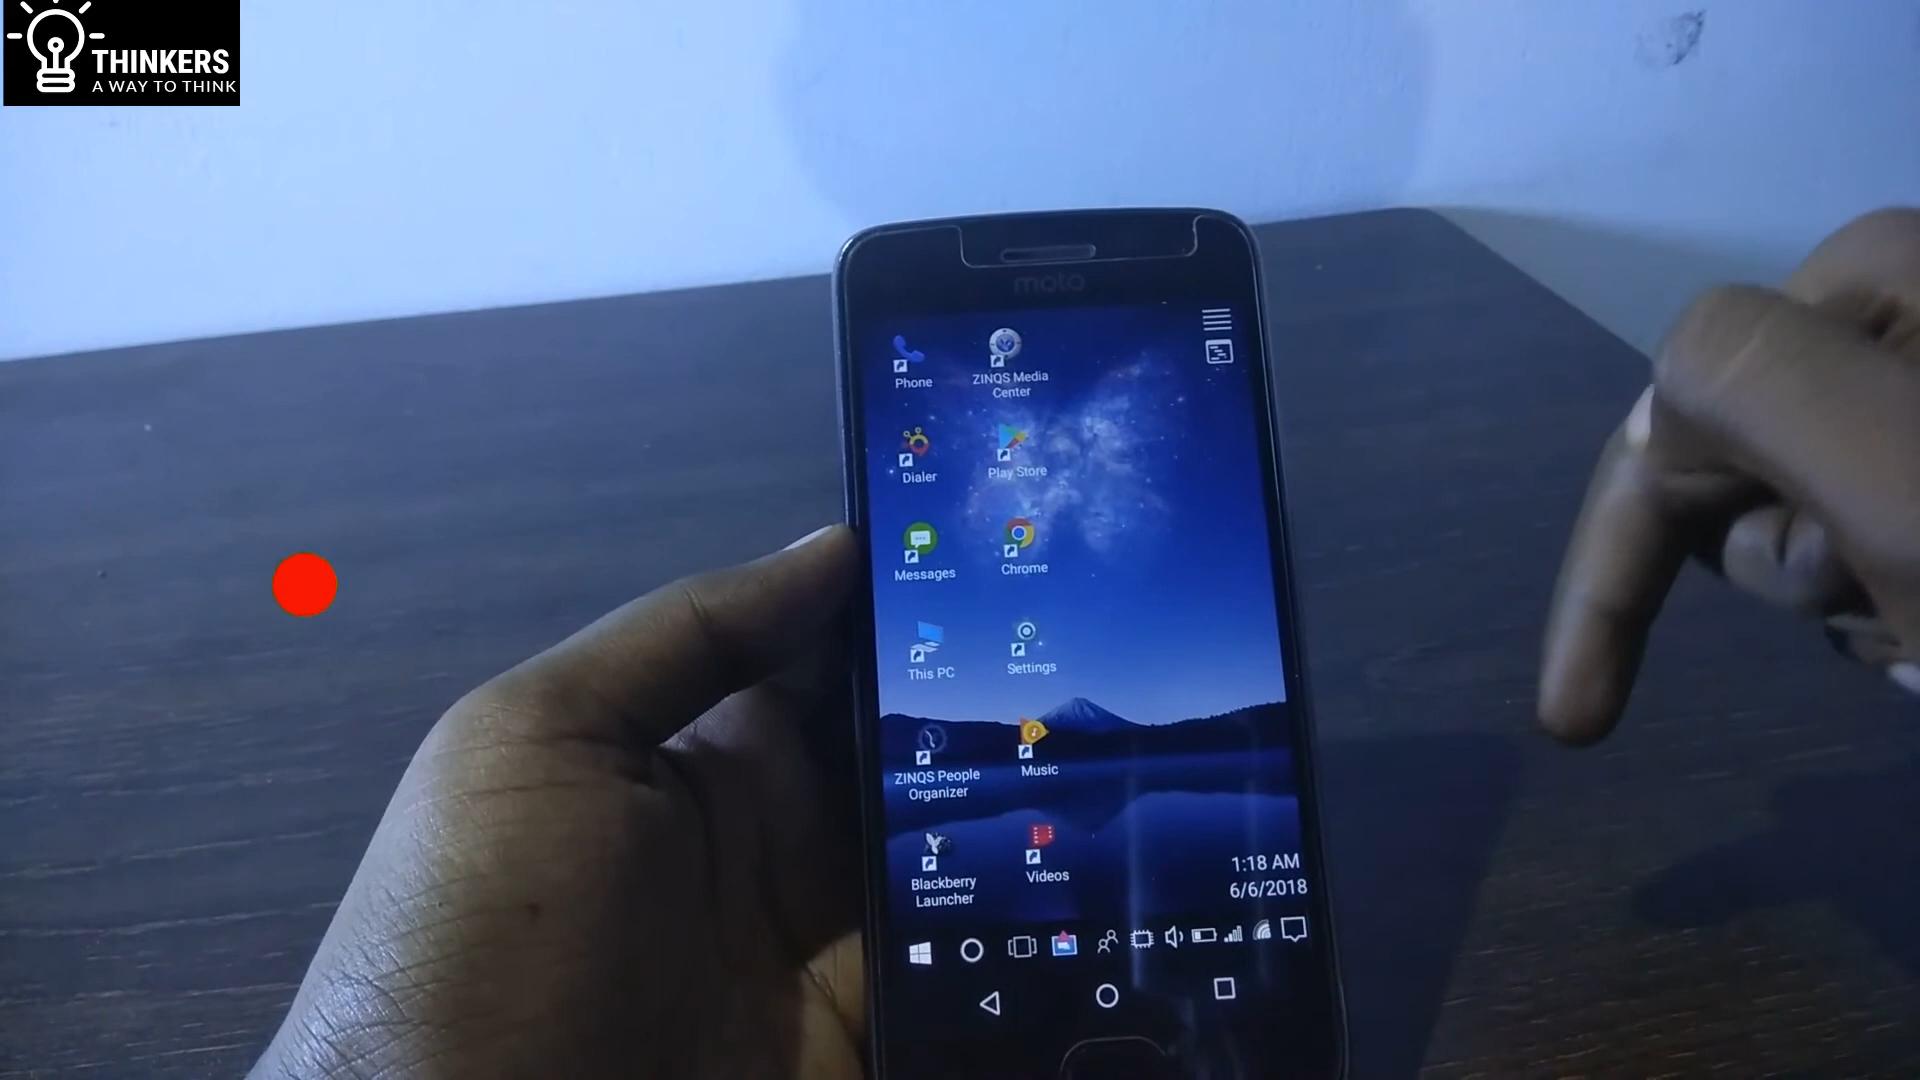 THINKERS
A WAY TO THINK
moto
Phone
ZINQS Media
Center
Dialer
Play Store
Messages
Chrome
This PC
Settings
ZINQS People
Organizer
Music
Blackberry
Launcher
Videos
1:18 AM
6/6/2018